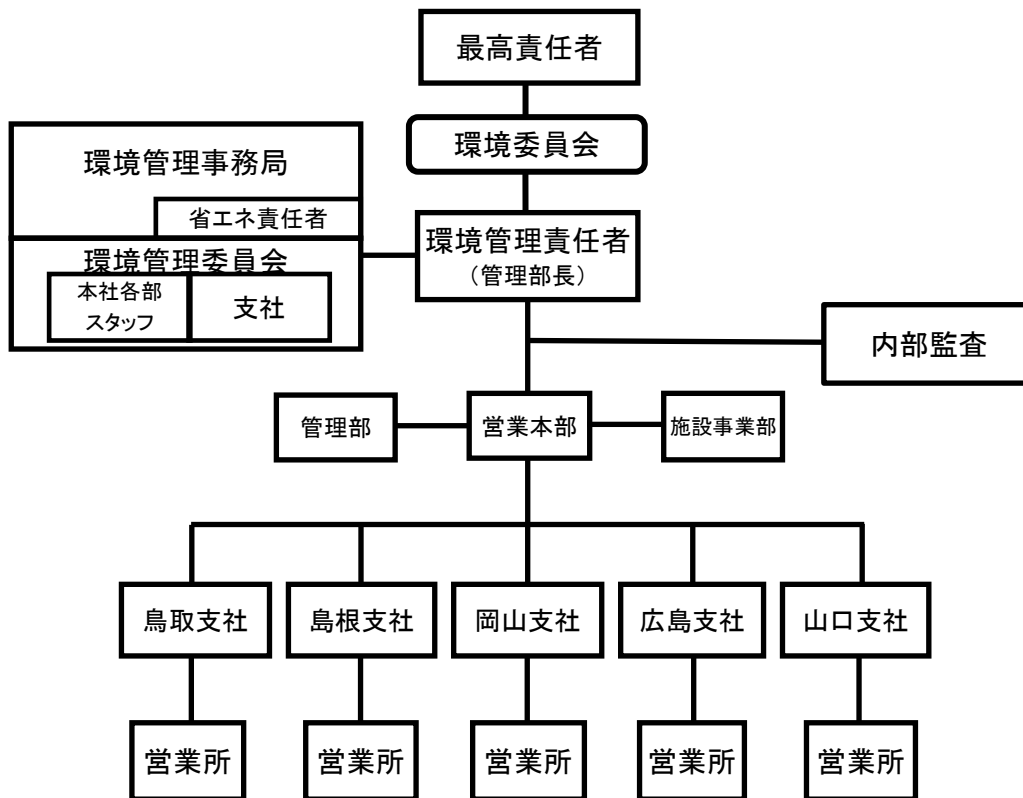 最高責任者
環境委員会
環境管理事務局
省エネ責任者
環境管理責任者
(管理部長)
環境管理委員会
本社各部
スタッフ
支社
内部監査
管理部
営業本部
施設事業部
鳥取支社
島根支社
岡山支社
広島支社
山口支社
営業所
営業所
営業所
営業所
営業所